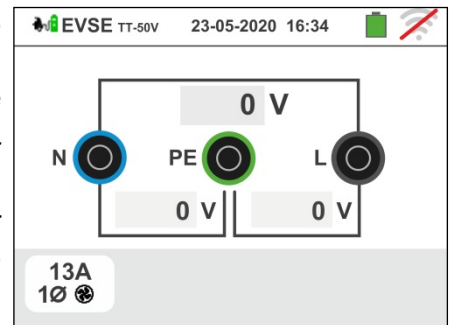 EVSE TT-50V 23-05-2020 16:34
0 V
N PE L
0 V 0 V
13A
1Ø